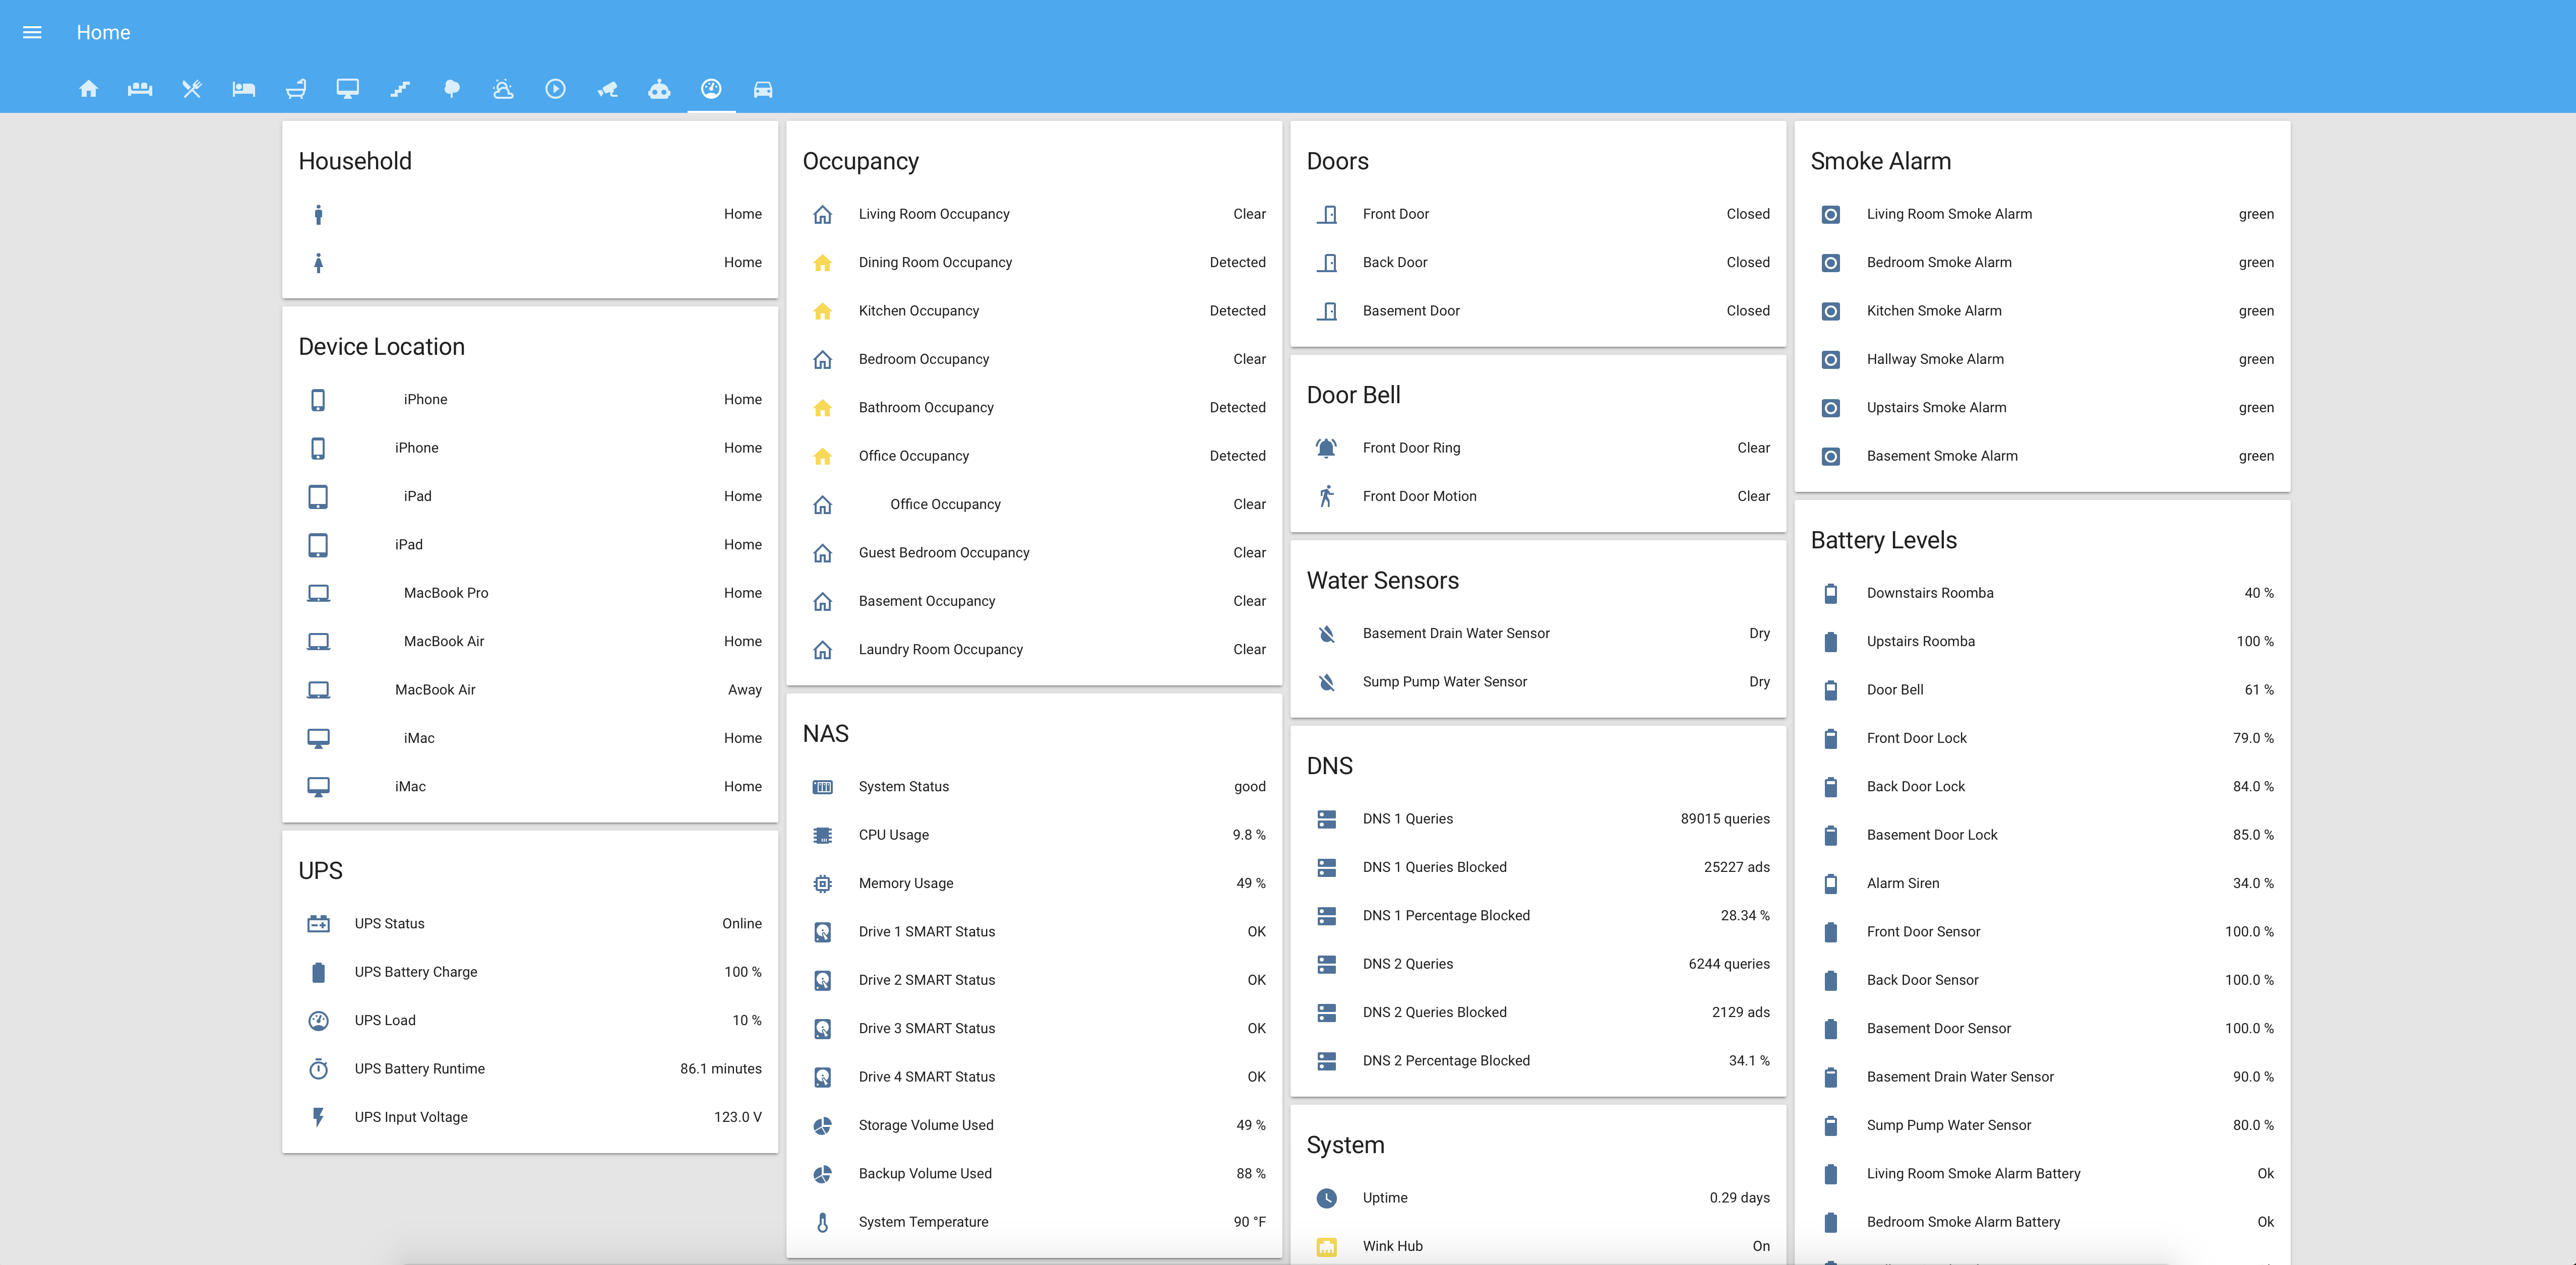 Home
Household
Home
Home
Device Location
iPhone Home
iPhone Home
iPad Home
iPad Home
MacBook Pro Home
MacBook Air Home
MacBook Air Away
iMac Home
iMac Home
UPS
UPS Status Online
UPS Battery Charge 100 %
UPS Load 10 %
UPS Battery Runtime 86.1 minutes
UPS Input Voltage 123.0 V
Occupancy
Living Room Occupancy Clear
Dining Room Occupancy Detected
Kitchen Occupancy Detected
Bedroom Occupancy Clear
Bathroom Occupancy Detected
Office Occupancy Detected
Office Occupancy Clear
Guest Bedroom Occupancy Clear
Basement Occupancy Clear
Laundry Room Occupancy Clear
NAS
System Status good
CPU Usage 9.8 %
Memory Usage 49 %
Drive 1 SMART Status OK
Drive 2 SMART Status OK
Drive 3 SMART Status OK
Drive 4 SMART Status OK
Storage Volume Used 49 %
Backup Volume Used 88 %
System Temperature 90 °F
Doors
Front Door Closed
Back Door Closed
Basement Door Closed
Door Bell
Front Door Ring Clear
Front Door Motion Clear
Water Sensors
Basement Drain Water Sensor Dry
Sump Pump Water Sensor Dry
DNS
DNS 1 Queries 89015 queries
DNS 1 Queries Blocked 25227 ads
DNS 1 Percentage Blocked 28.34 %
DNS 2 Queries 6244 queries
DNS 2 Queries Blocked 2129 ads
DNS 2 Percentage Blocked 34.1 %
System
Uptime 0.29 days
Wink Hub On
Smoke Alarm
Living Room Smoke Alarm green
Bedroom Smoke Alarm green
Kitchen Smoke Alarm green
Hallway Smoke Alarm green
Upstairs Smoke Alarm green
Basement Smoke Alarm green
Battery Levels
Downstairs Roomba 40 %
Upstairs Roomba 100 %
Door Bell 61 %
Front Door Lock 79.0 %
Back Door Lock 84.0 %
Basement Door Lock 85.0 %
Alarm Siren 34.0 %
Front Door Sensor 100.0 %
Back Door Sensor 100.0 %
Basement Door Sensor 100.0 %
Basement Drain Water Sensor 90.0 %
Sump Pump Water Sensor 80.0 %
Living Room Smoke Alarm Battery Ok
Bedroom Smoke Alarm Battery Ok